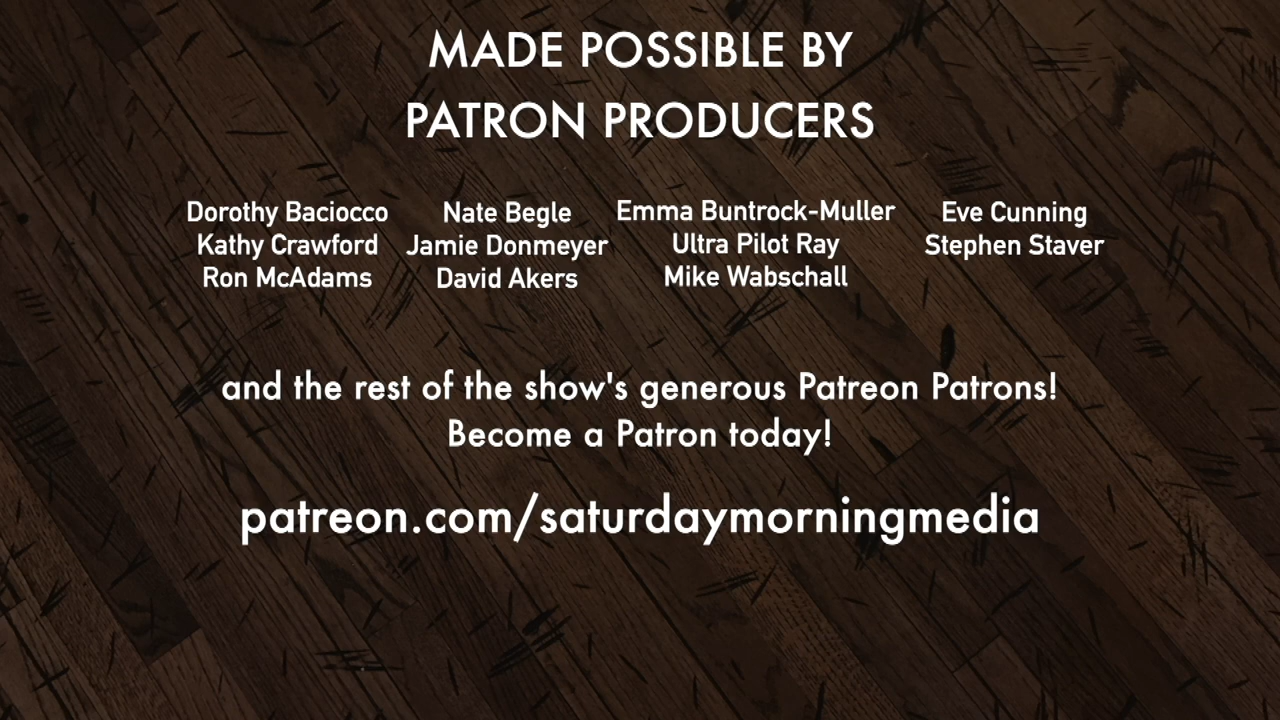 MADE POSSIBLE BY
PATRON PRODUCERS
Dorothy Baciocco
Kathy Crawford
Ron McAdams
Nate Begle
Jamie Donmeyer
David Akers
Emma Buntrock-Muller
Ultra Pilot Ray
Mike Wabschall
Eve Cunning
Stephen Staver
and the rest of the show's generous Patreon Patrons!
Become a Patron today!
patreon.com/saturdaymorningmedia